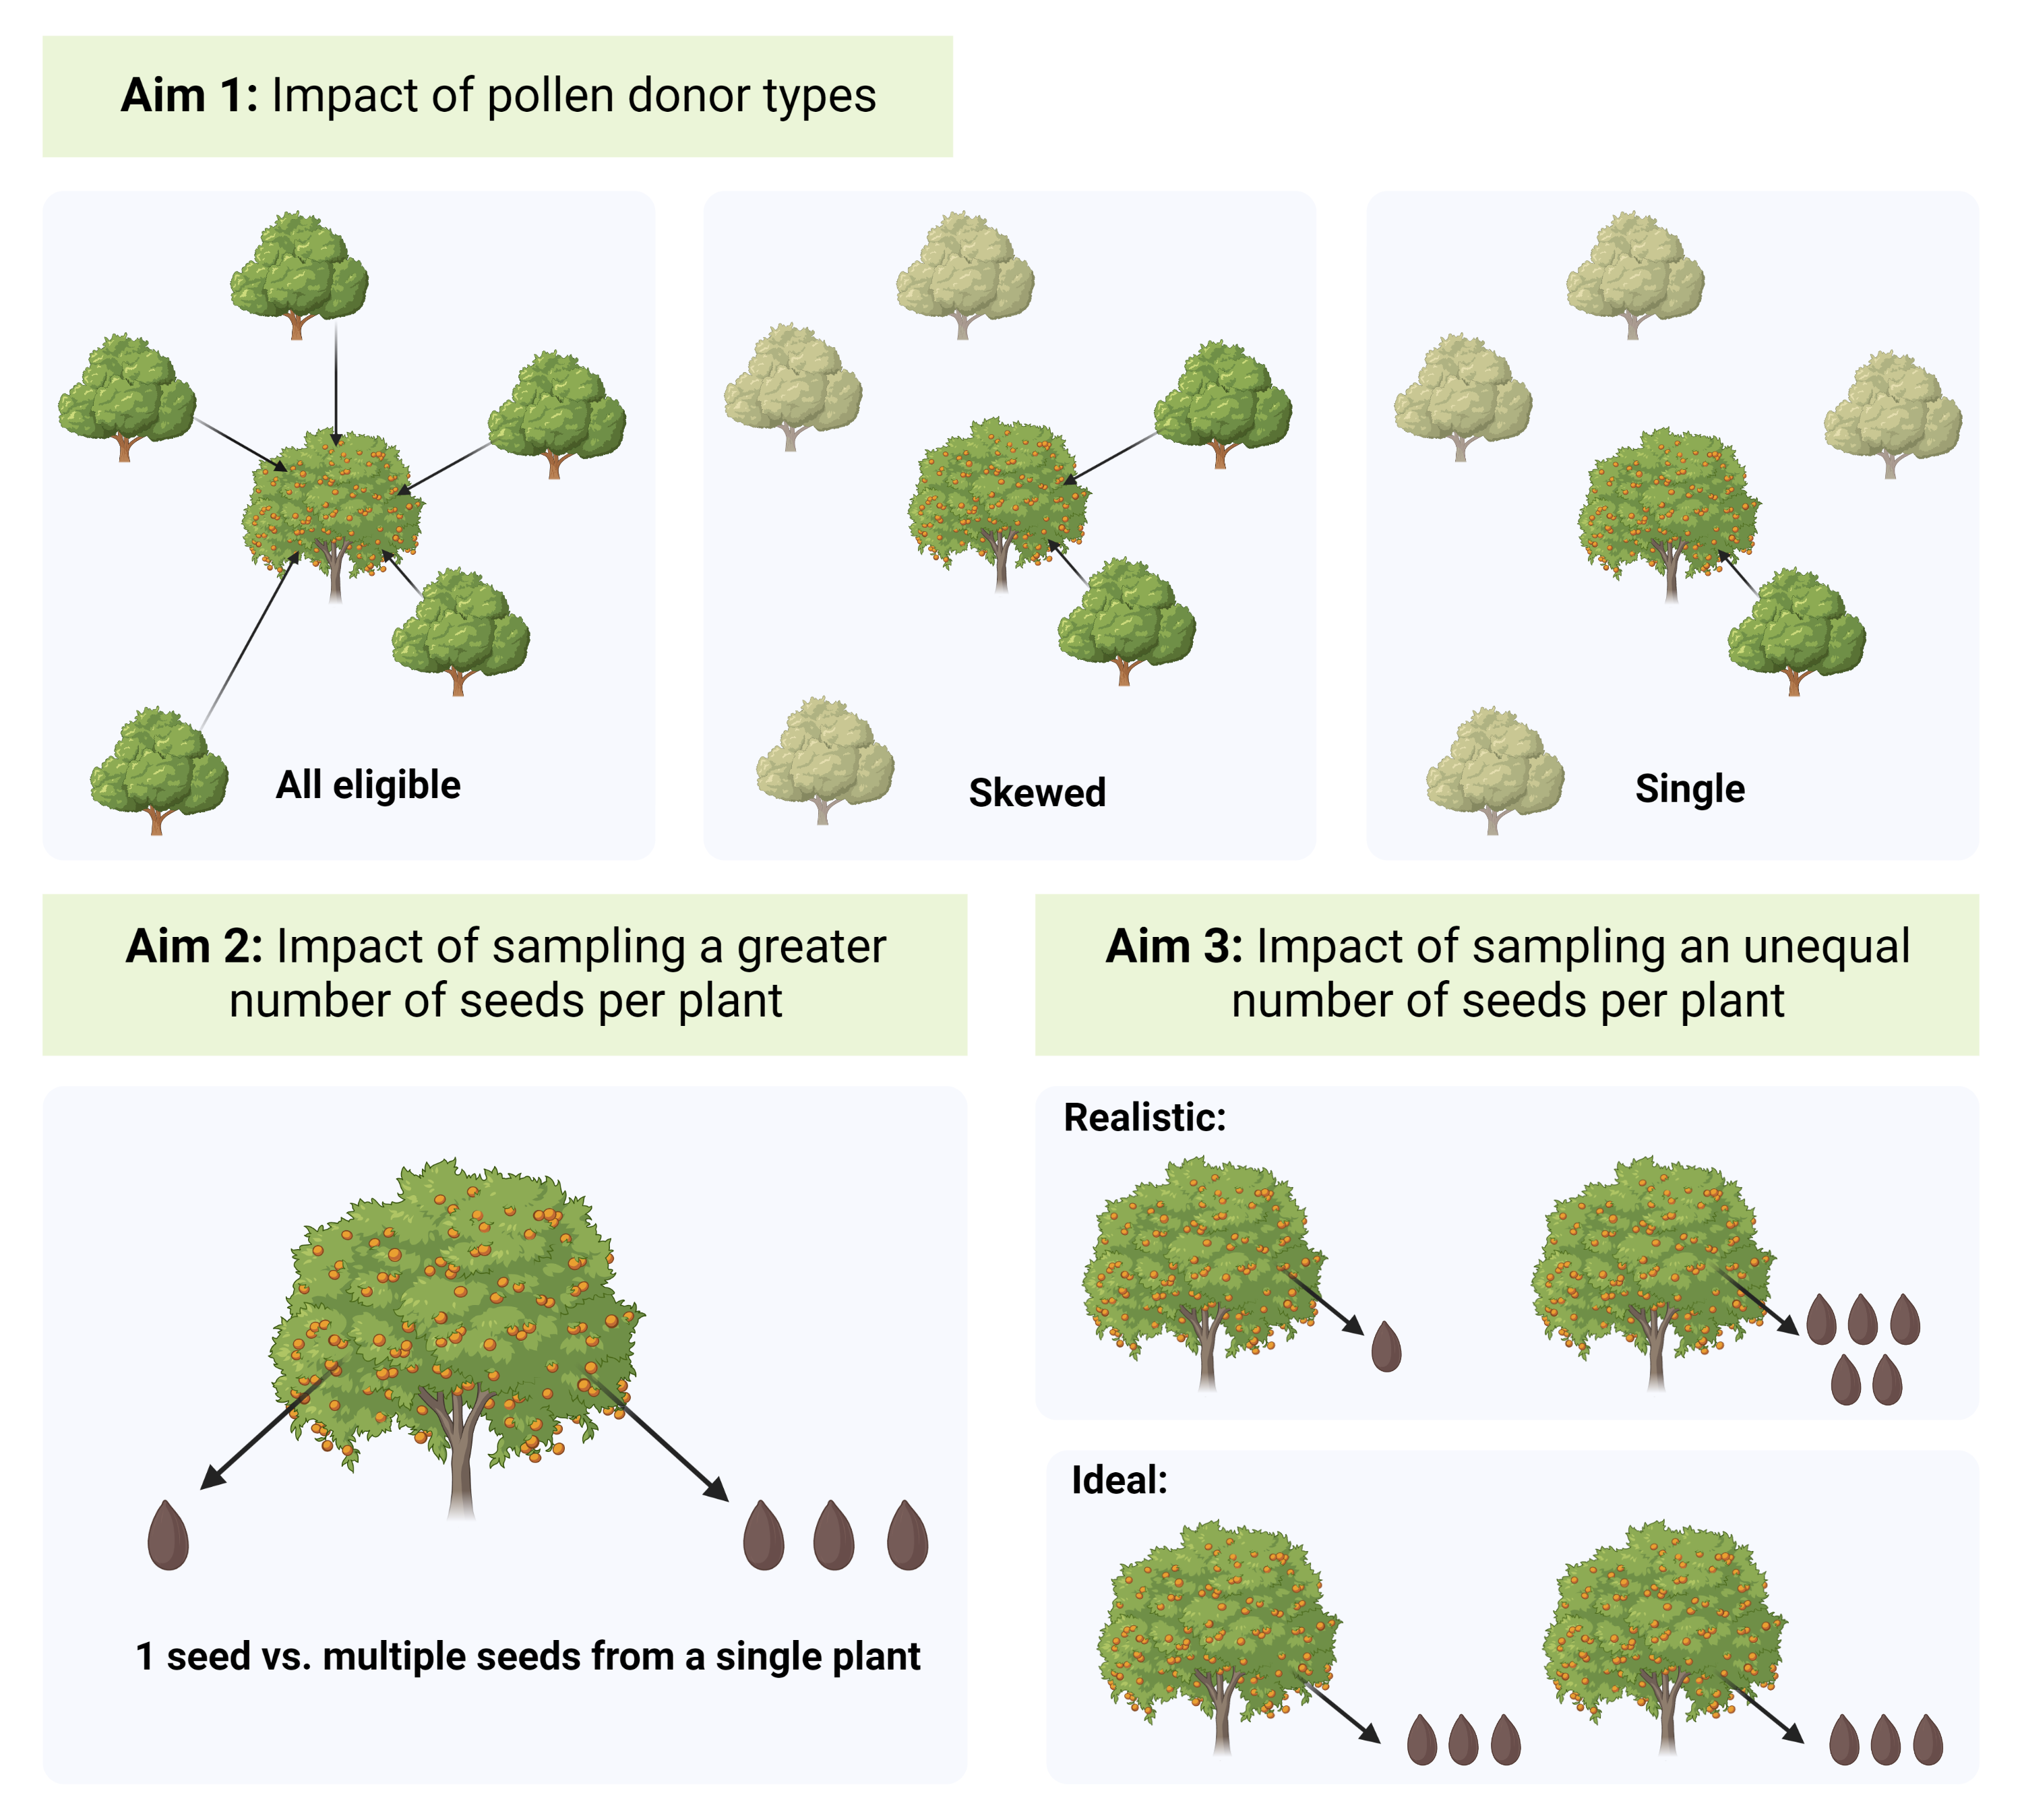 Aim 1: Impact of pollen donor types
All eligible
Skewed
Single
Aim 2: Impact of sampling a greater
number of seeds per plant
1 seed vs. multiple seeds from a single plant
Aim 3: Impact of sampling an unequal
number of seeds per plant
Realistic:
Ideal: